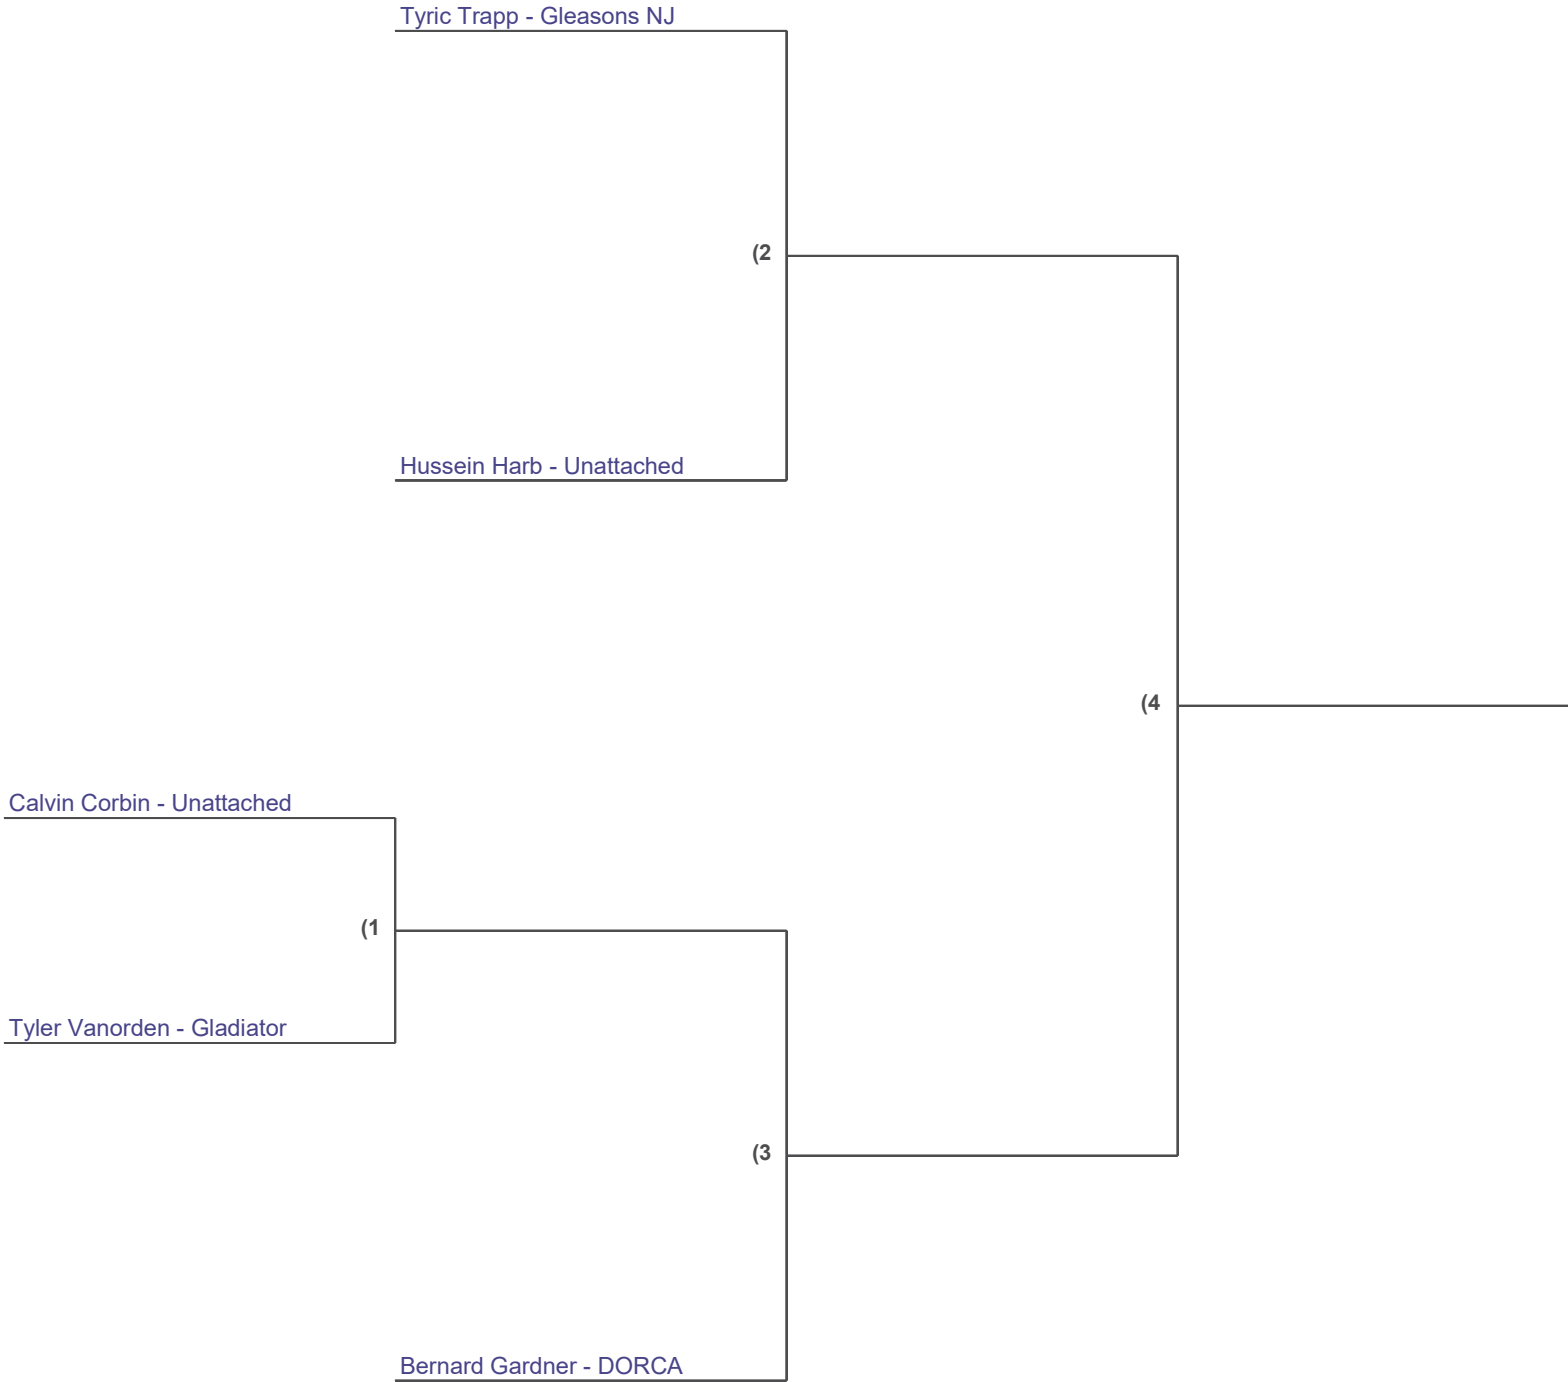 Tyric Trapp - Gleasons NJ
(2
Hussein Harb - Unattached
(4
Calvin Corbin - Unattached
(1
Tyler Vanorden - Gladiator
(3
Bernard Gardner - DORCA